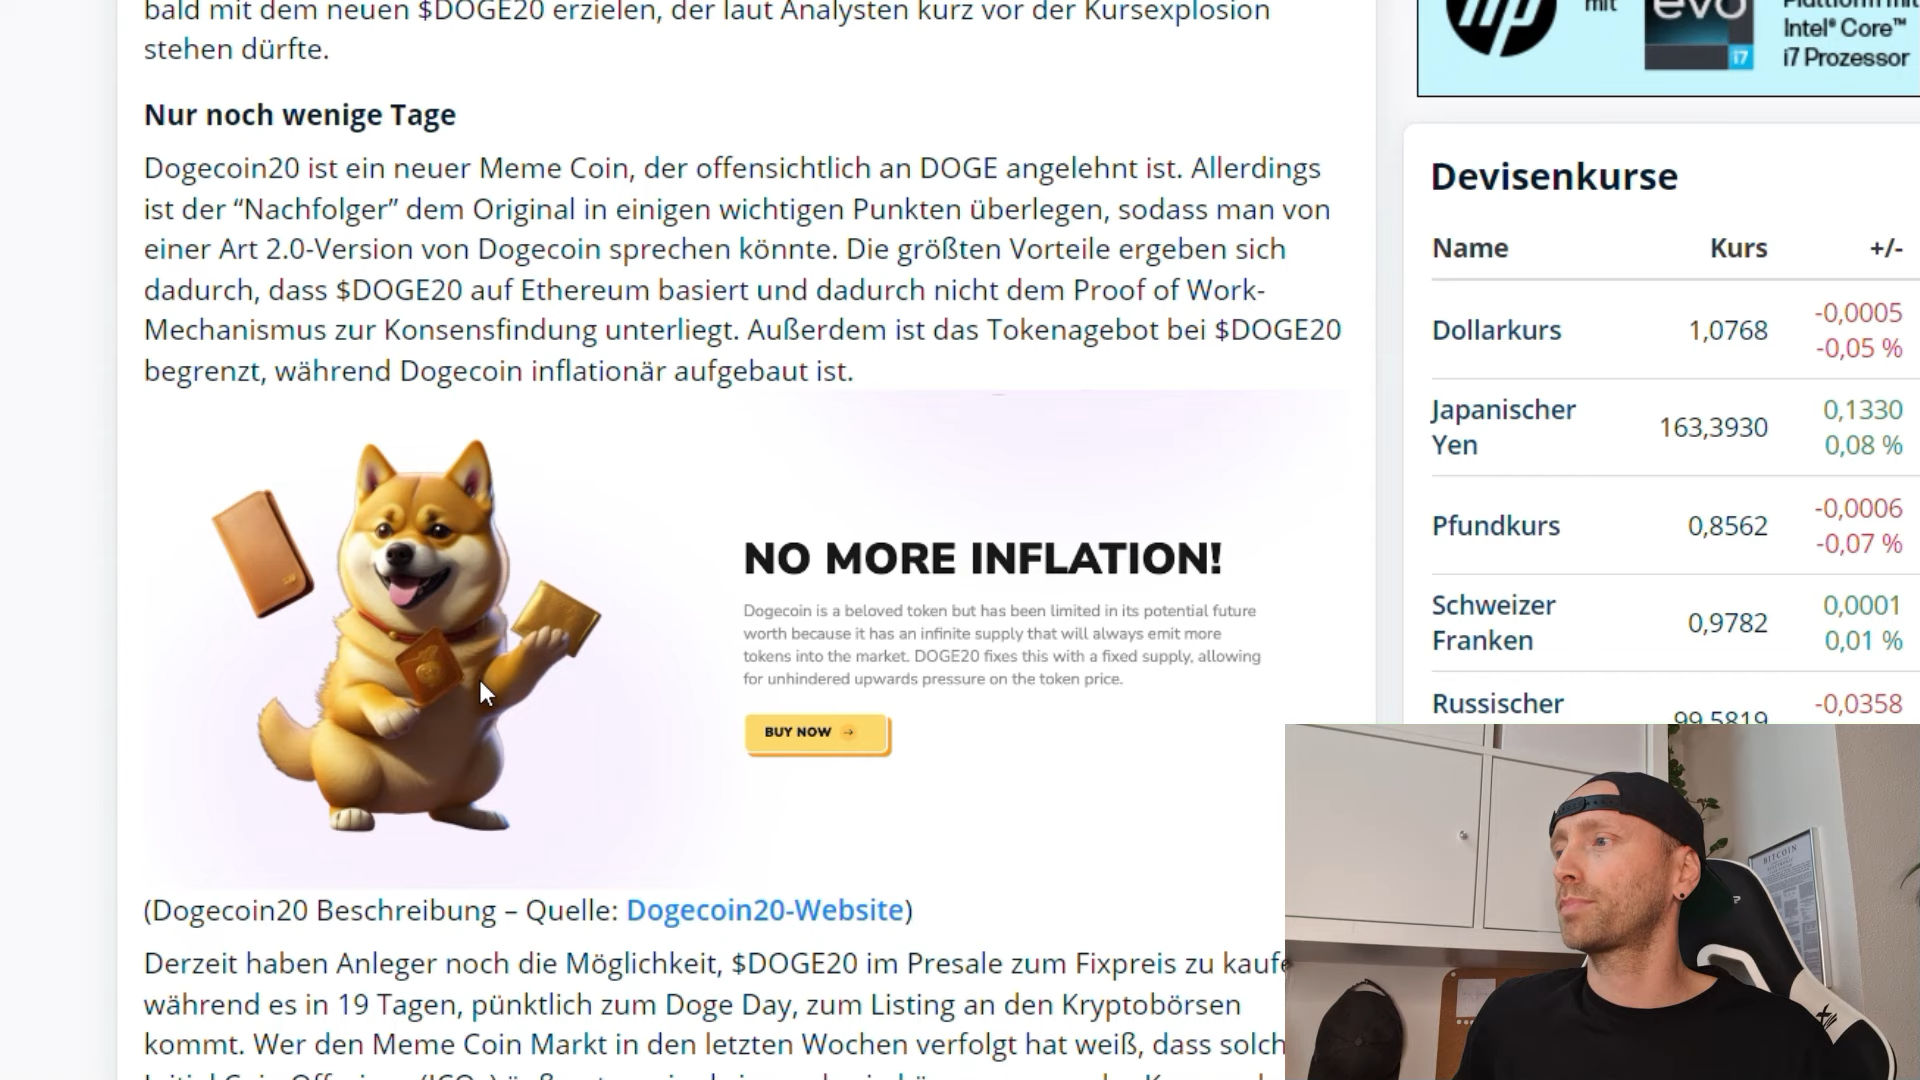 bald mit dem neuen $DOGE20 erzielen, der laut Analysten kurz vor der Kursexplosion
stehen dürfte.
Nur noch wenige Tage
Dogecoin20 ist ein neuer Meme Coin, der offensichtlich an DOGE angelehnt ist. Allerdings
ist der “Nachfolger” dem Original in einigen wichtigen Punkten überlegen, sodass man von
einer Art 2.0-Version von Dogecoin sprechen könnte. Die größten Vorteile ergeben sich
dadurch, dass $DOGE20 auf Ethereum basiert und dadurch nicht dem Proof of Work-
Mechanismus zur Konsensfindung unterliegt. Außerdem ist das Tokenagebot bei $DOGE20
begrenzt, während Dogecoin inflationär aufgebaut ist.
NO MORE INFLATION!
Dogecoin is a beloved token but has been limited in its potential future
worth because it has an infinite supply that will always emit more
tokens into the market. DOGE20 fixes this with a fixed supply, allowing
for unhindered upwards pressure on the token price.
BUY NOW →
(Dogecoin20 Beschreibung – Quelle: Dogecoin20-Website)
Derzeit haben Anleger noch die Möglichkeit, $DOGE20 im Presale zum Fixpreis zu kaufe
während es in 19 Tagen, pünktlich zum Doge Day, zum Listing an den Kryptobörsen
kommt. Wer den Meme Coin Markt in den letzten Wochen verfolgt hat weiß, dass solch
hp mit evo i7
Plattform mit
Intel® Core™
i7 Prozessor
Devisenkurse
Name Kurs +/-
Dollarkurs 1,0768 -0,0005
-0,05 %
Japanischer Yen 163,3930 0,1330
0,08 %
Pfundkurs 0,8562 -0,0006
-0,07 %
Schweizer Franken 0,9782 0,0001
0,01 %
Russischer 99,5819 -0,0358
BITCOIN